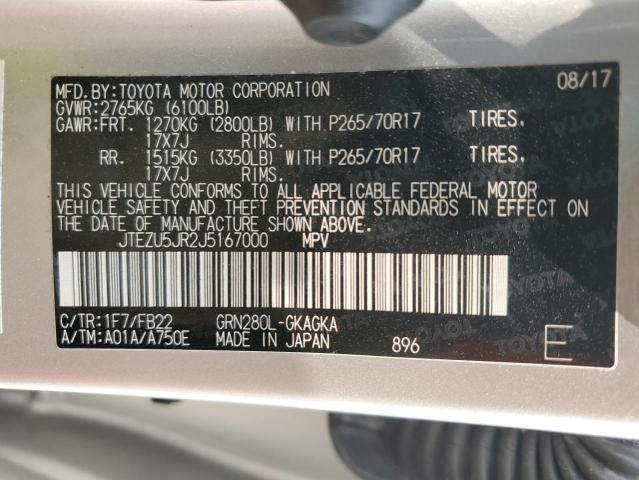 MFD.BY:TOYOTA MOTOR CORPORATION 08/17
GVWR:2765KG (6100LB)
GAWR:FRT. 1270KG (2800LB) WITH P265/70R17 TIRES,
17X7J RIMS.
RR. 1515KG (3350LB) WITH P265/70R17 TIRES,
17X7J RIMS.
THIS VEHICLE CONFORMS TO ALL APPLICABLE FEDERAL MOTOR
VEHICLE SAFETY AND THEFT PREVENTION STANDARDS IN EFFECT ON
THE DATE OF MANUFACTURE SHOWN ABOVE.
JTEZU5JR2J5167000 MPV
C/TR:1F7/FB22 GRN280L-GKAGKA
A/TM:A01A/A750E MADE IN JAPAN 896 E